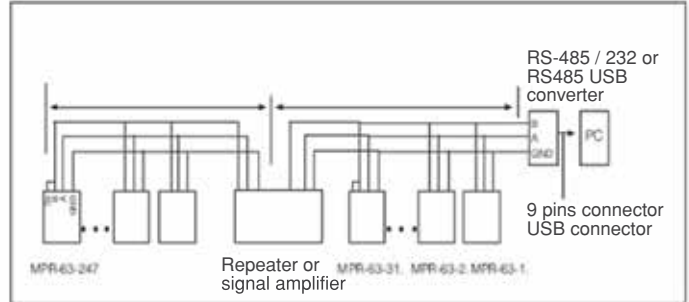 RS-485 / 232 or
RS485 USB
converter
B
A
GND
PC
9 pins connector
USB connector
MPR-63-247
Repeater or
signal amplifier
MPR-63-31. MPR-63-2. MPR-63-1.